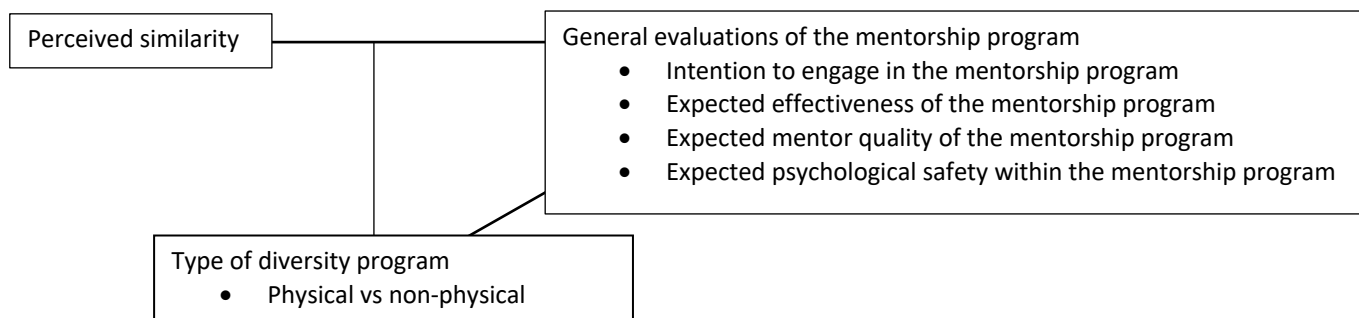 Perceived similarity
General evaluations of the mentorship program
• Intention to engage in the mentorship program
• Expected effectiveness of the mentorship program
• Expected mentor quality of the mentorship program
• Expected psychological safety within the mentorship program
Type of diversity program
• Physical vs non-physical